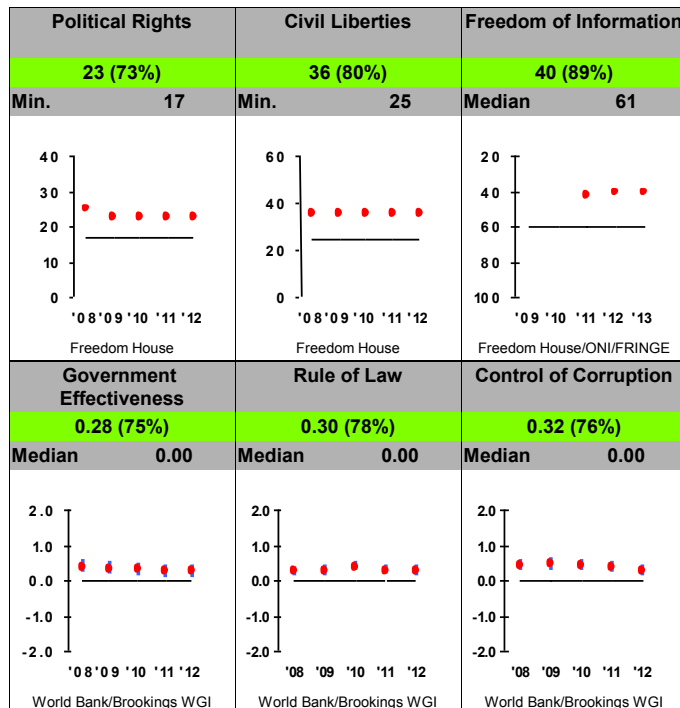 Political Rights
23 (73%)
Min. 17
40
30
20
10
0
'08 '09 '10 '11 '12
Freedom House
Civil Liberties
36 (80%)
Min. 25
60
40
20
0
'08 '09 '10 '11 '12
Freedom House
Freedom of Information
40 (89%)
Median 61
20
40
60
80
100
'09 '10 '11 '12 '13
Freedom House/ONI/FRINGE
Government
Effectiveness
0.28 (75%)
Median 0.00
2.0
1.0
0.0
-1.0
-2.0
'08 '09 '10 '11 '12
World Bank/Brookings WGI
Rule of Law
0.30 (78%)
Median 0.00
2.0
1.0
0.0
-1.0
-2.0
'08 '09 '10 '11 '12
World Bank/Brookings WGI
Control of Corruption
0.32 (76%)
Median 0.00
2.0
1.0
0.0
-1.0
-2.0
'08 '09 '10 '11 '12
World Bank/Brookings WGI